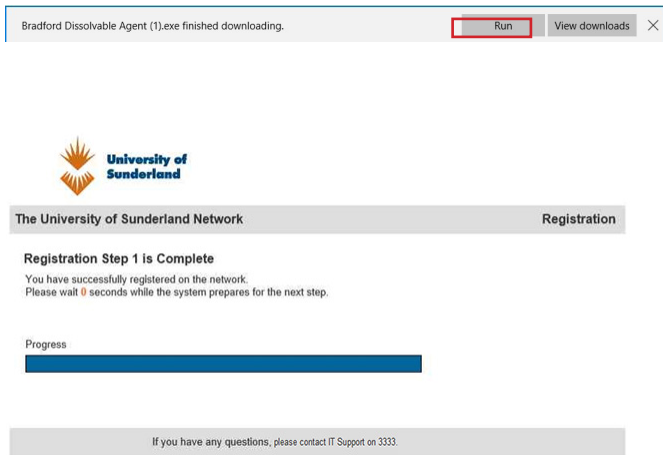 Bradford Dissolvable Agent (1).exe finished downloading. Run View downloads
University of
Sunderland
The University of Sunderland Network Registration
Registration Step 1 is Complete
You have successfully registered on the network.
Please wait 0 seconds while the system prepares for the next step.
Progress
If you have any questions, please contact IT Support on 3333.